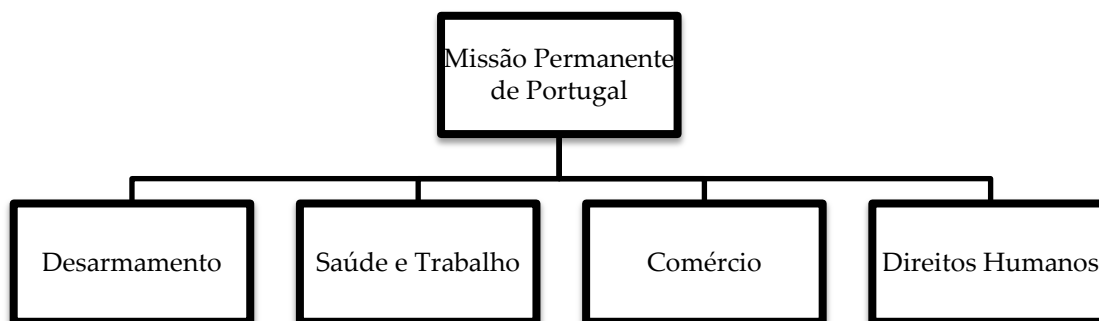 Missão Permanente
de Portugal
Desarmamento
Saúde e Trabalho
Comércio
Direitos Humanos